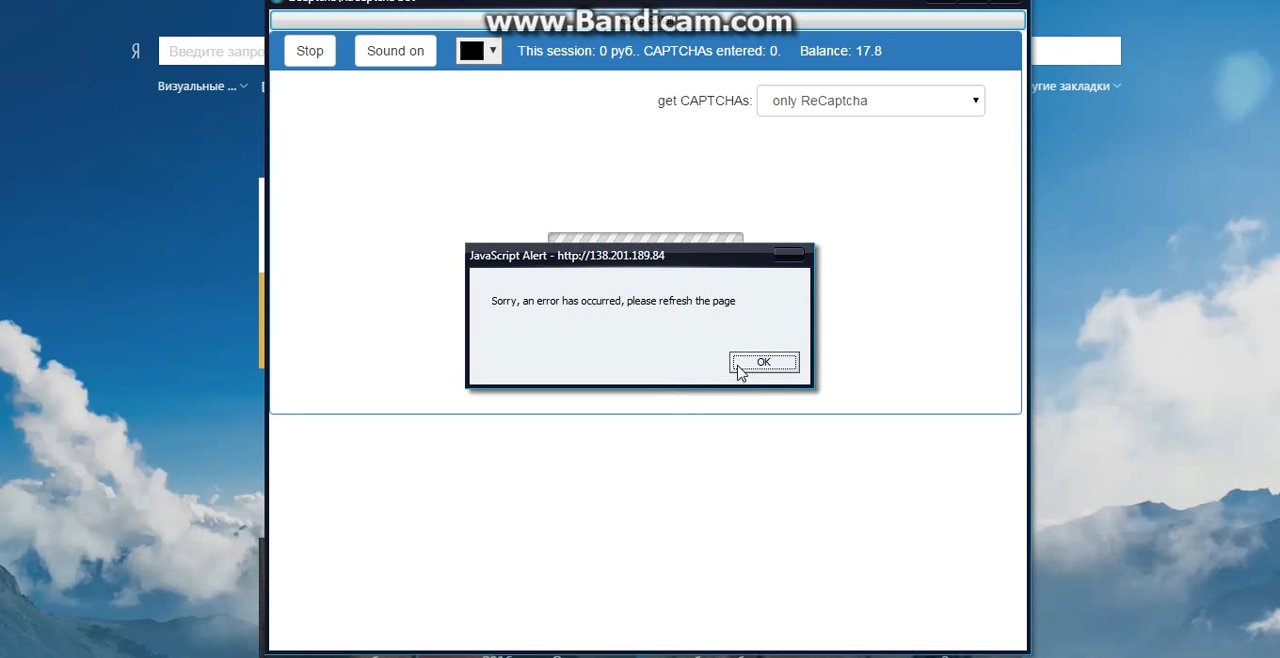 www.Bandicam.com
Я
Введите запро
Stop
Sound on
This session: 0 руб.. CAPTCHAs entered: 0.
Balance: 17.8
Визуальные ...
угие закладки
get CAPTCHAs:
only ReCaptcha
JavaScript Alert - http://138.201.189.84
Sorry, an error has occurred, please refresh the page
OK